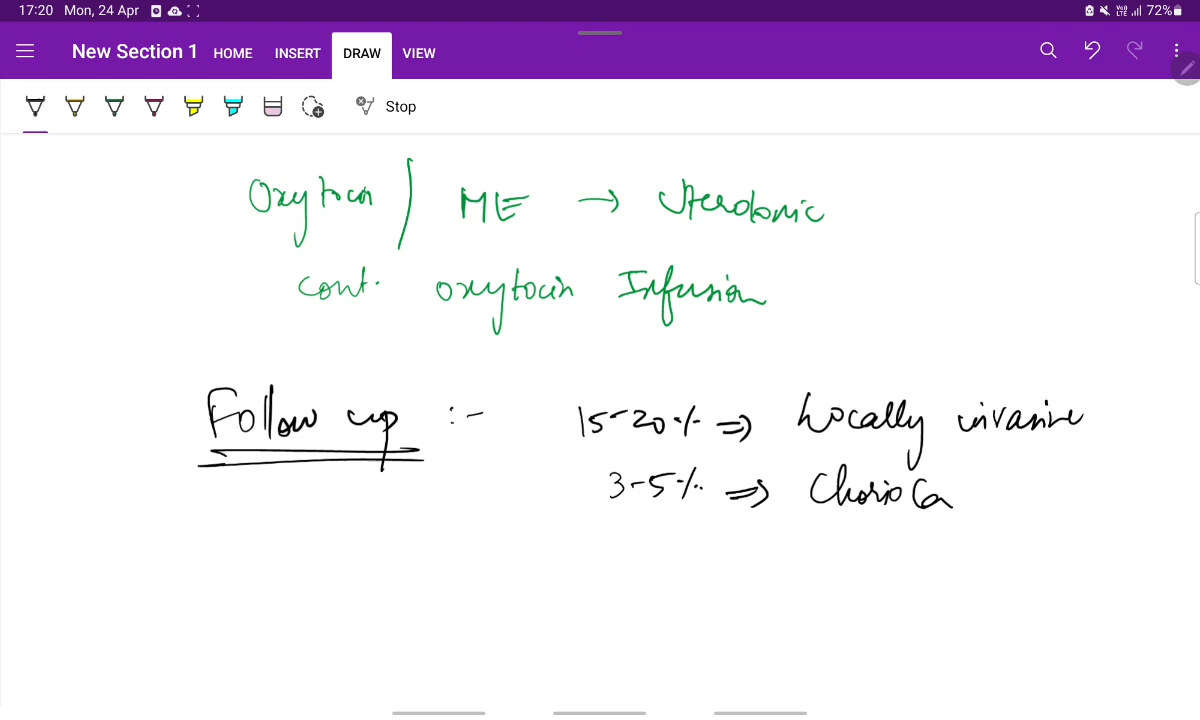 17:20 Mon, 24 Apr 72%
New Section 1 HOME INSERT DRAW VIEW
Stop
Oxytocin / ME → Uterotonic
cont. oxytocin Infusion
Follow up :- 15-20% ⇒ Locally invasive
3-5% ⇒ Chorio Ca